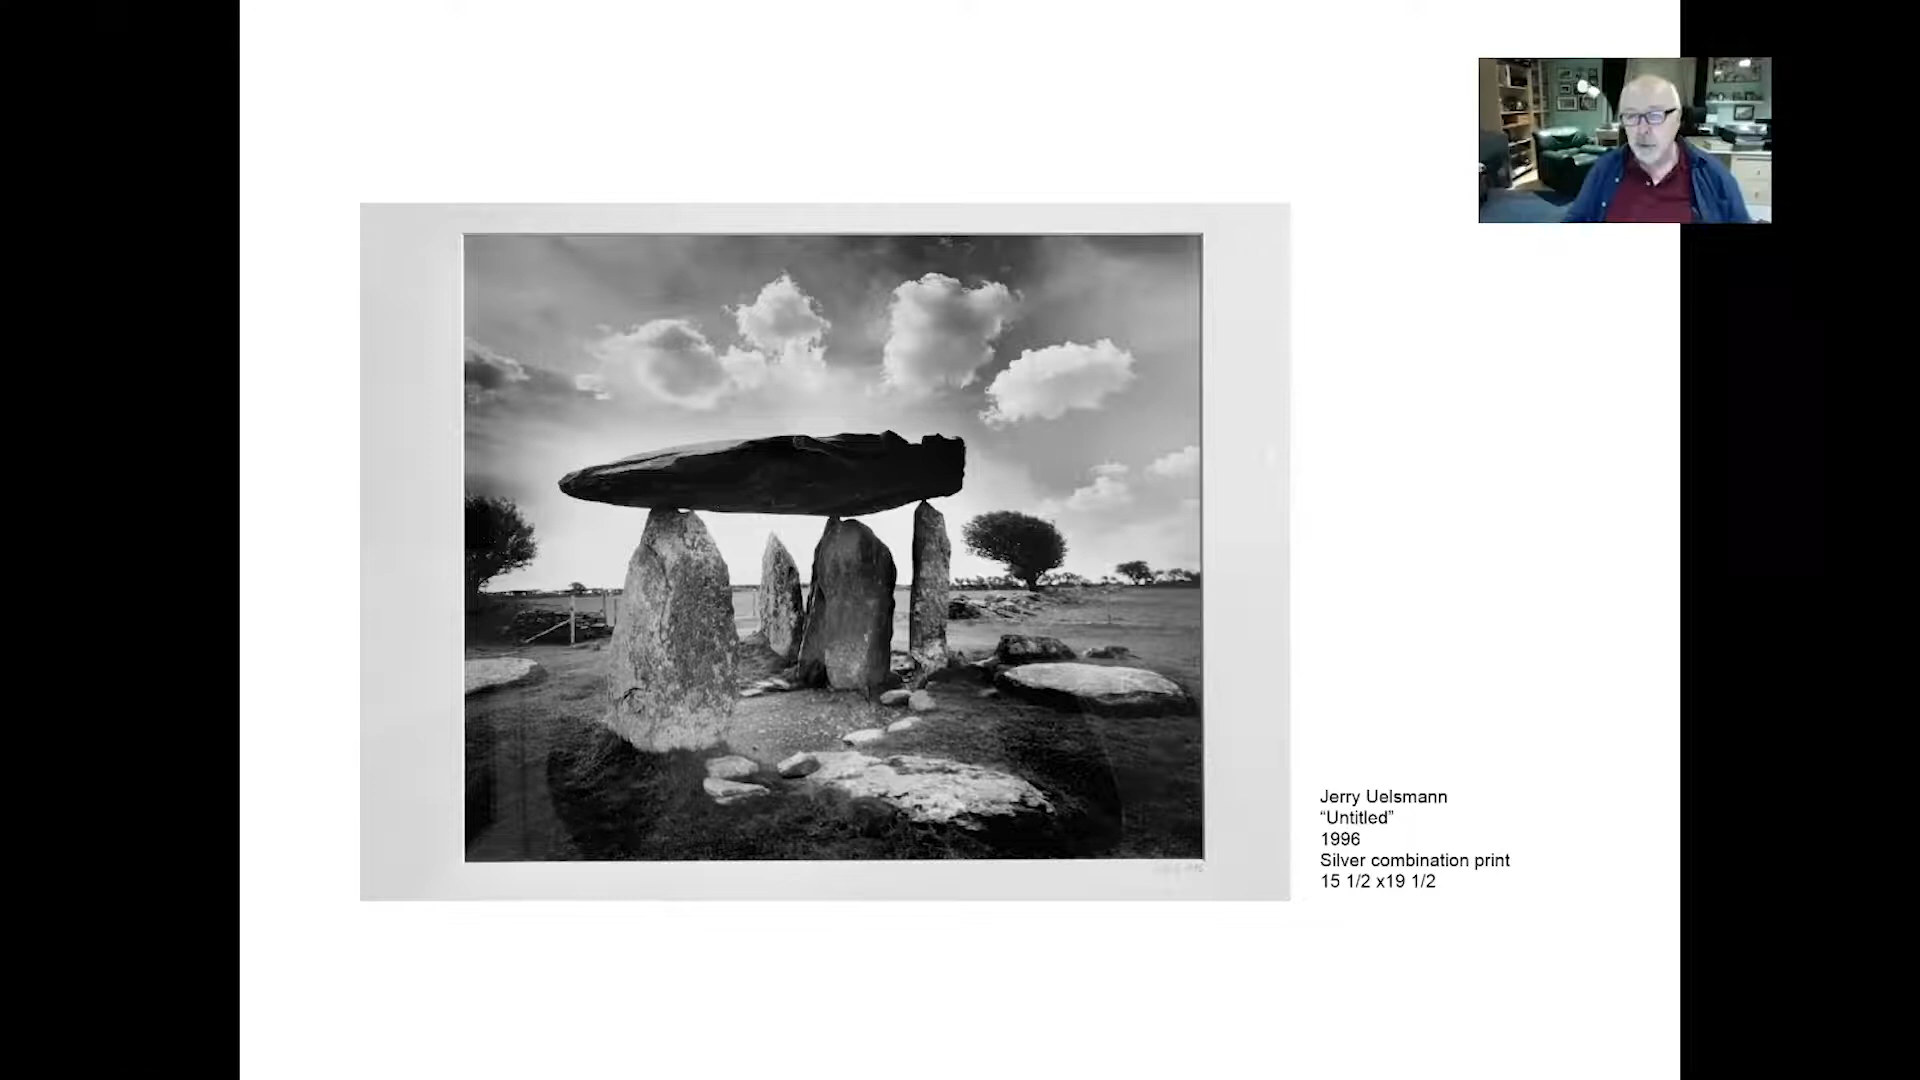 Jerry Uelsmann
“Untitled”
1996
Silver combination print
15 1/2 x19 1/2